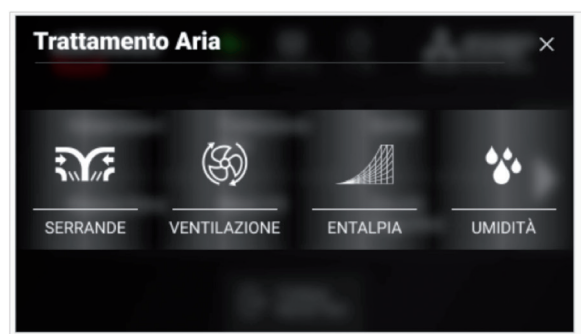 Trattamento Aria
SERRANDE
VENTILAZIONE
ENTALPIA
UMIDITÀ